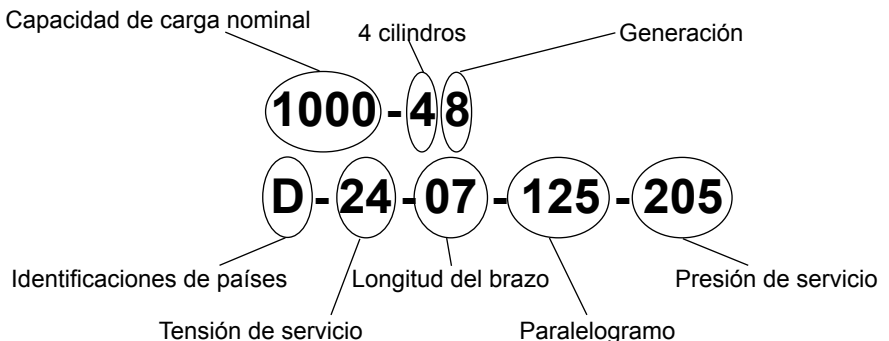 Capacidad de carga nominal
4 cilindros
Generación
1000-48
D-24-07-125-205
Identificaciones de países
Longitud del brazo
Presión de servicio
Tensión de servicio
Paralelogramo